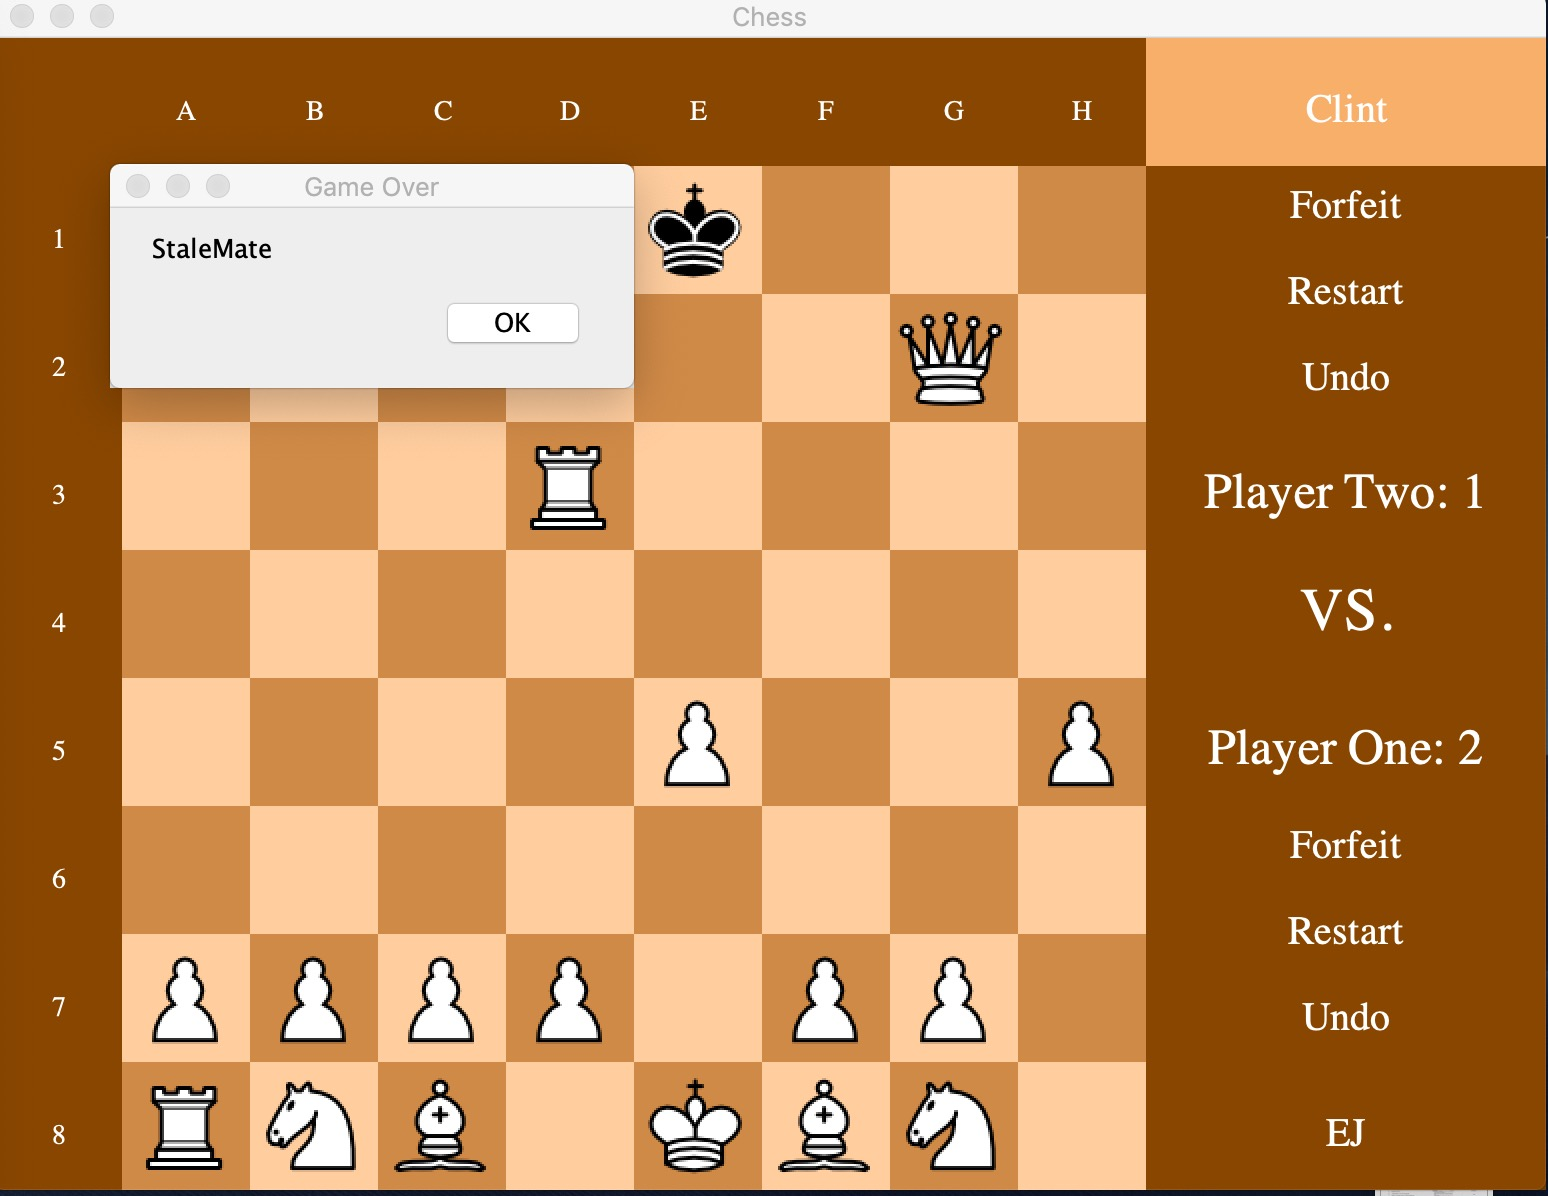 Chess
A B C D E F G H
Clint
Game Over
StaleMate
OK
1
2
3
4
5
6
7
8
Forfeit
Restart
Undo
Player Two: 1
VS.
Player One: 2
Forfeit
Restart
Undo
EJ